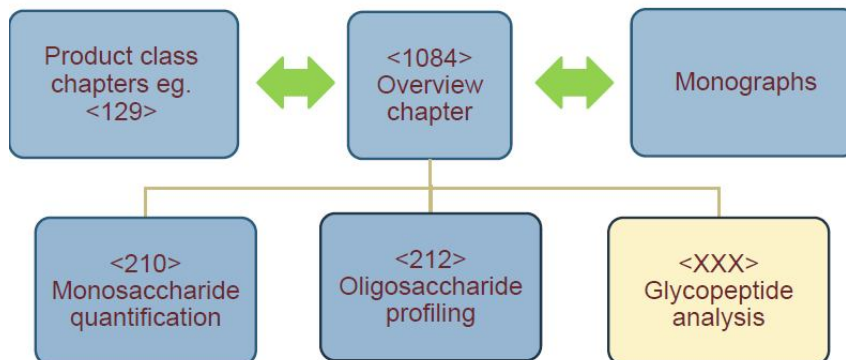 Product class
chapters eg.
<129>
<1084>
Overview
chapter
Monographs
<210>
Monosaccharide
quantification
<212>
Oligosaccharide
profiling
<XXX>
Glycopeptide
analysis